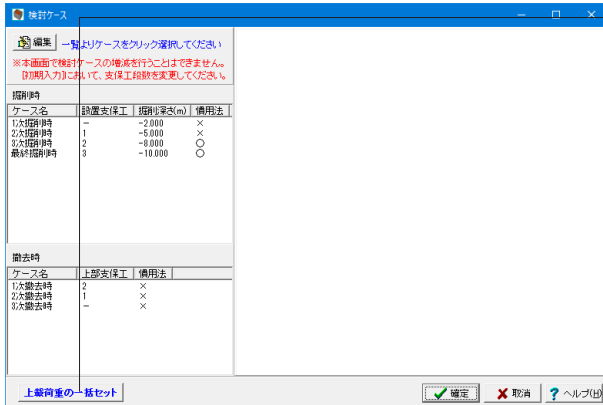 検討ケース
編集 一覧よりケースをクリック選択してください
※本画面で検討ケースの増減を行うことはできません。
[初期入力]において、支保工段数を変更してください。
掘削時
ケース名 設置支保工 掘削深さ(m) 慣用法
1次掘削時 − -2.000 ×
2次掘削時 1 -5.000 ×
3次掘削時 2 -8.000 ○
最終掘削時 3 -10.000 ○
撤去時
ケース名 上部支保工 慣用法
1次撤去時 2 ×
2次撤去時 1 ×
3次撤去時 − ×
上載荷重の一括セット 確定 取消 ? ヘルプ(H)